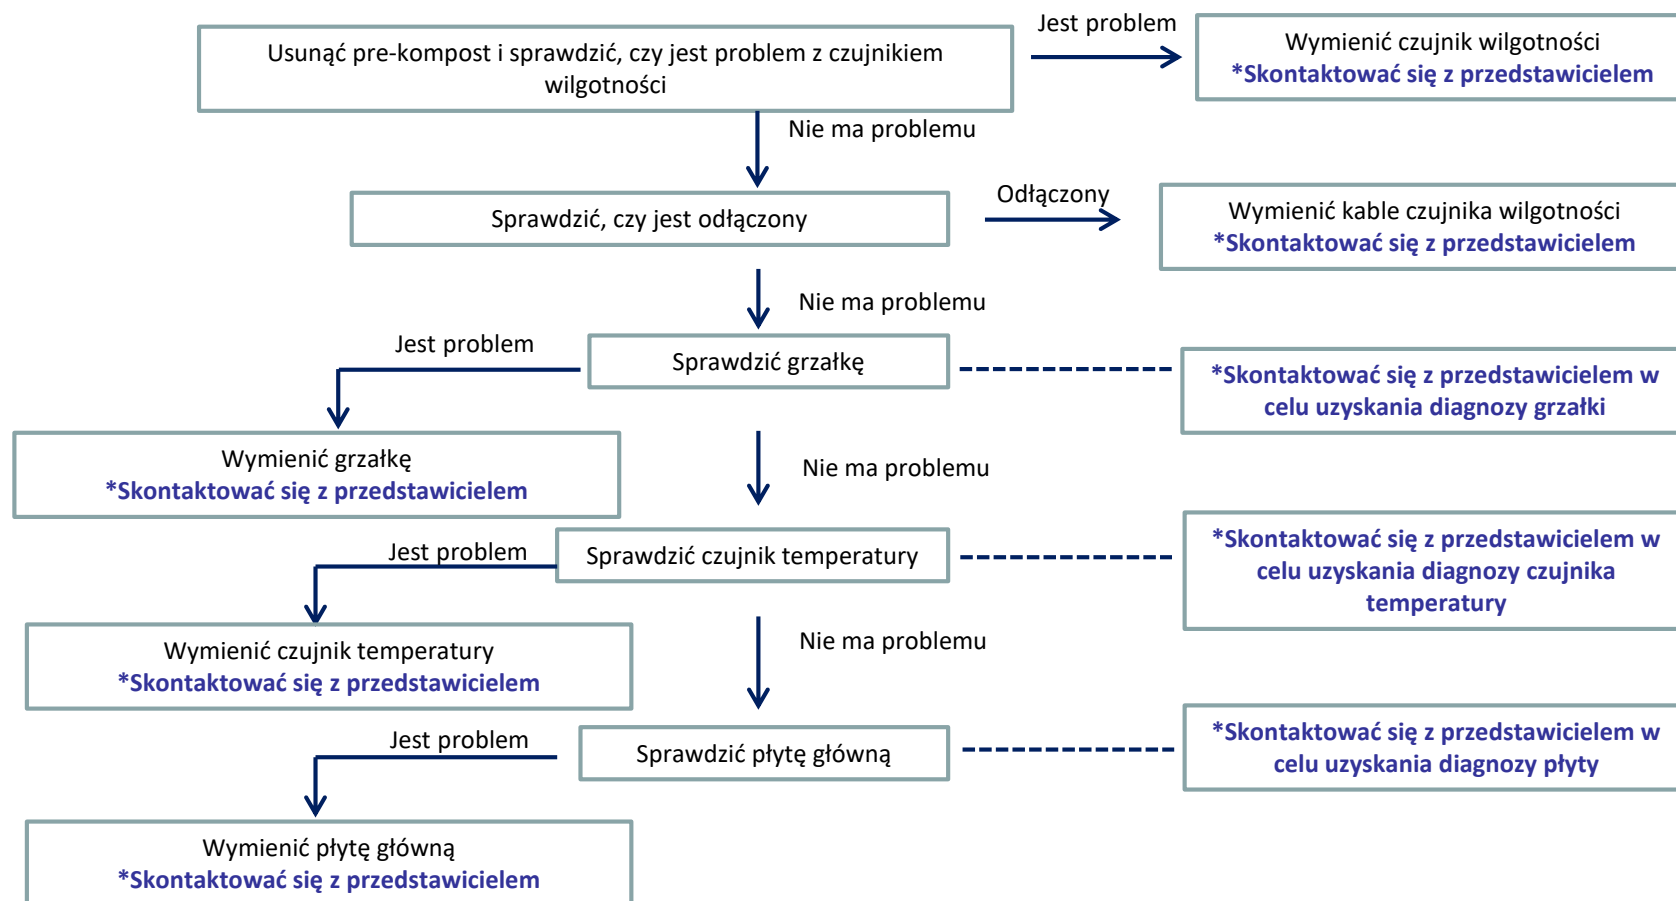 Jest problem
Usunąć pre-kompost i sprawdzić, czy jest problem z czujnikiem
wilgotności
Wymienić czujnik wilgotności
*Skontaktować się z przedstawicielem
Nie ma problemu
Sprawdzić, czy jest odłączony
Odłączony
Wymienić kable czujnika wilgotności
*Skontaktować się z przedstawicielem
Nie ma problemu
Jest problem
Sprawdzić grzałkę
*Skontaktować się z przedstawicielem w
celu uzyskania diagnozy grzałki
Wymienić grzałkę
*Skontaktować się z przedstawicielem
Nie ma problemu
Jest problem
Sprawdzić czujnik temperatury
*Skontaktować się z przedstawicielem w
celu uzyskania diagnozy czujnika
temperatury
Wymienić czujnik temperatury
*Skontaktować się z przedstawicielem
Nie ma problemu
Jest problem
Sprawdzić płytę główną
*Skontaktować się z przedstawicielem w
celu uzyskania diagnozy płyty
Wymienić płytę główną
*Skontaktować się z przedstawicielem